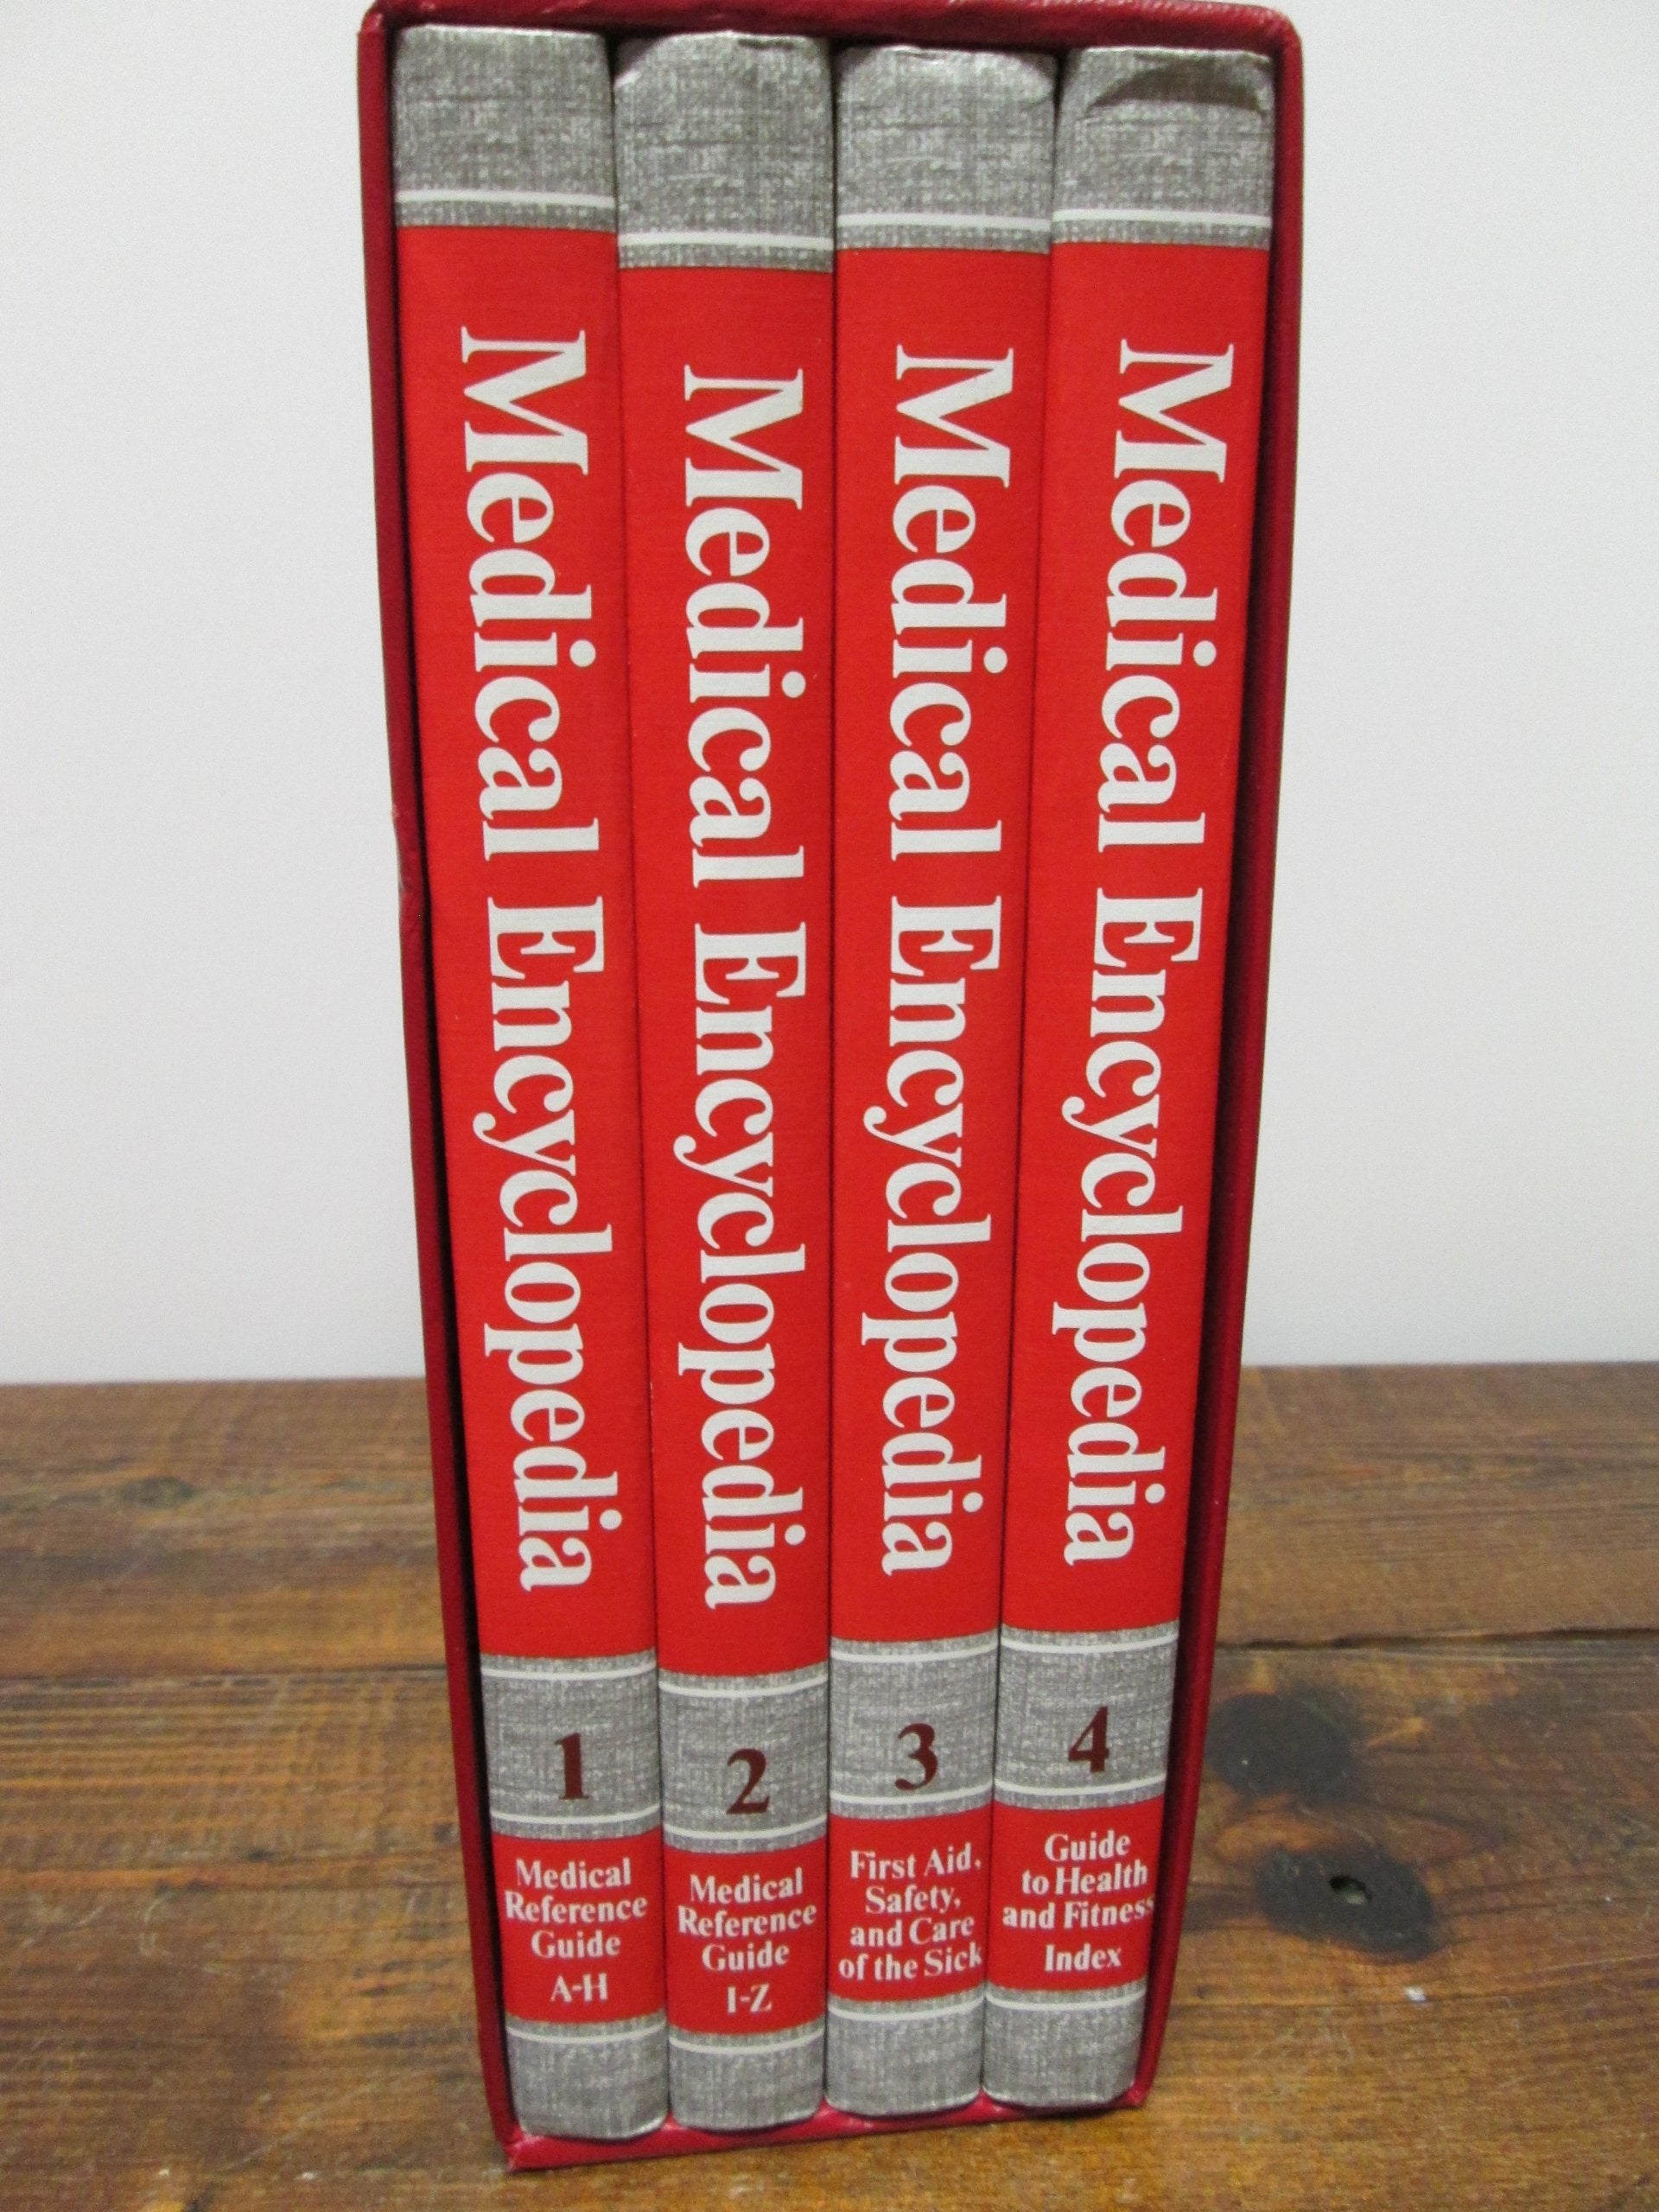 Medical Encyclopedia
1
Medical
Reference
Guide
A-H
Medical Encyclopedia
2
Medical
Reference
Guide
I-Z
Medical Encyclopedia
3
First Aid,
Safety,
and Care
of the Sick
Medical Encyclopedia
4
Guide
to Health
and Fitness
Index